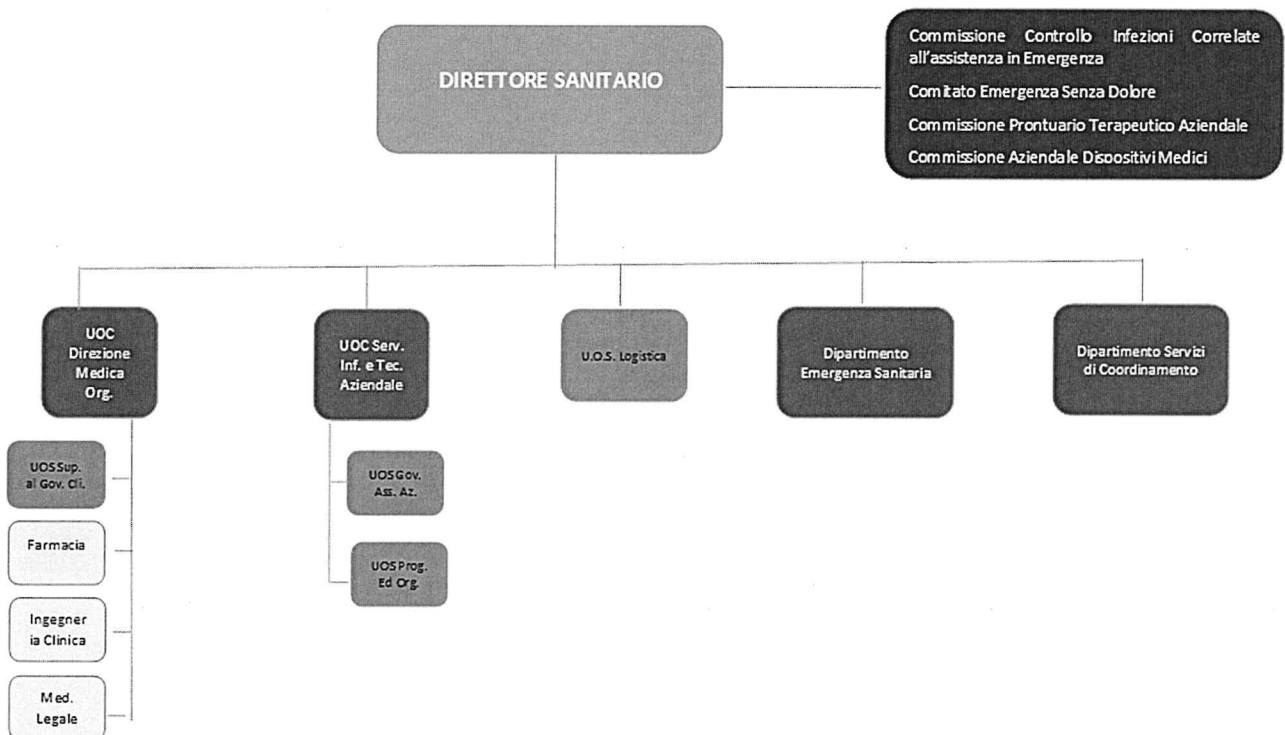 DIRETTORE SANITARIO
Commissione Controllo Infezioni Correlate
all'assistenza in Emergenza
Comitato Emergenza Senza Dolore
Commissione Prontuario Terapeutico Aziendale
Commissione Aziendale Dispositivi Medici
UOC
Direzione
Medica
Org.
UOC Serv.
Inf. e Tec.
Aziendale
U.O.S. Logistica
Dipartimento
Emergenza Sanitaria
Dipartimento Servizi
di Coordinamento
UOS Sup.
al Gov. Cli.
Farmacia
Ingegner
ia Clinica
Med.
Legale
UOS Gov.
Ass. Az.
UOS Prog.
Ed Org.